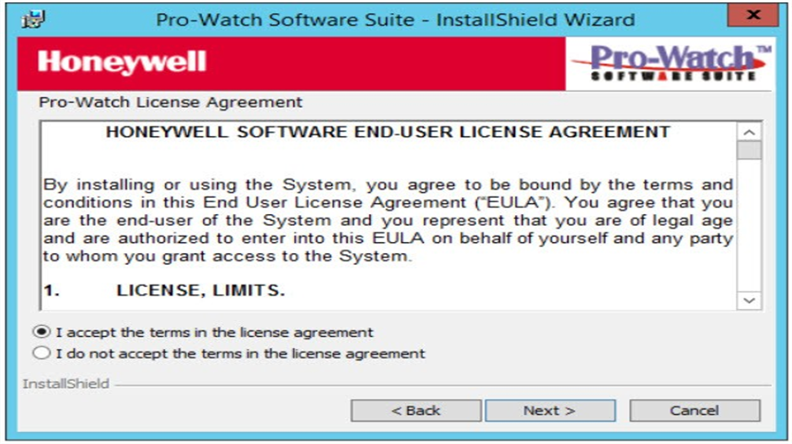 Pro-Watch Software Suite - InstallShield Wizard
x
Honeywell
Pro-Watch™
SOFTWARE SUITE
Pro-Watch License Agreement
HONEYWELL SOFTWARE END-USER LICENSE AGREEMENT
By installing or using the System, you agree to be bound by the terms and
conditions in this End User License Agreement (“EULA”). You agree that you
are the end-user of the System and you represent that you are of legal age
and are authorized to enter into this EULA on behalf of yourself and any party
to whom you grant access to the System.
1. LICENSE, LIMITS.
I accept the terms in the license agreement
I do not accept the terms in the license agreement
InstallShield
< Back
Next >
Cancel